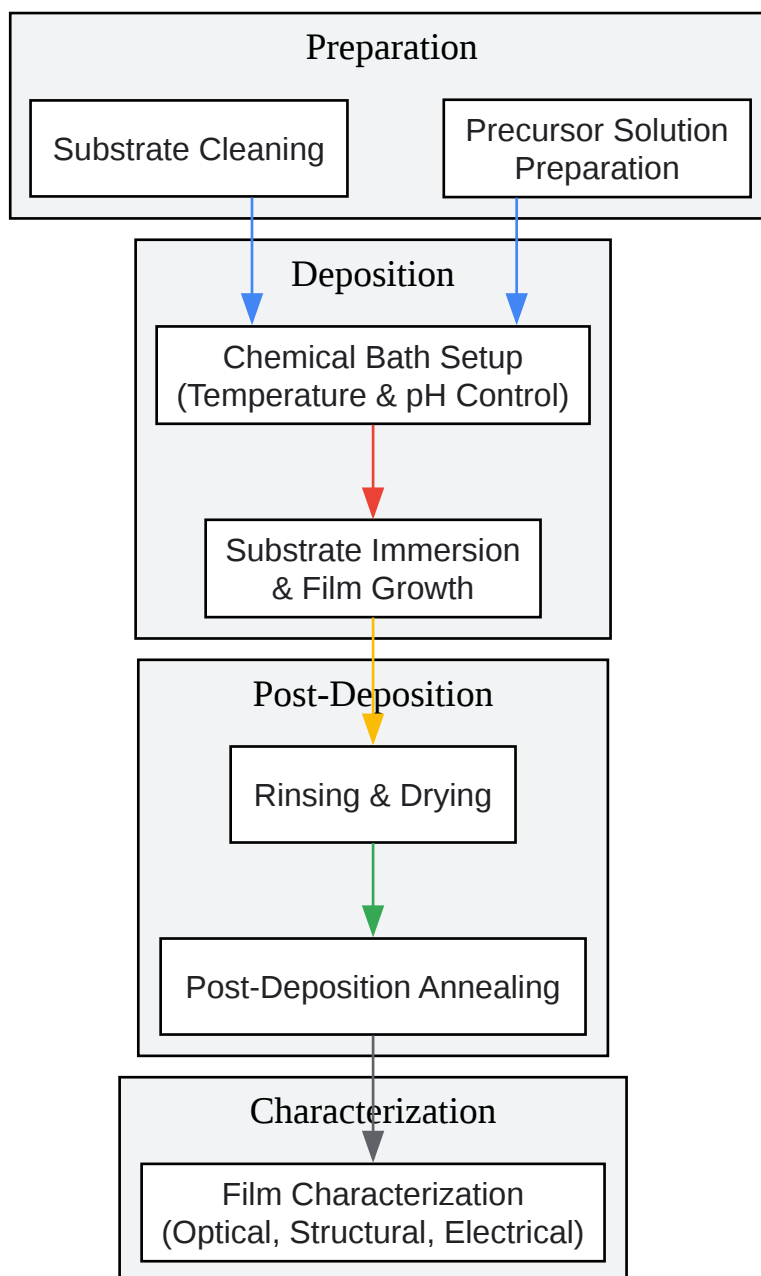 Preparation
Substrate Cleaning
Precursor Solution
Preparation
Deposition
Chemical Bath Setup
(Temperature & pH Control)
Substrate Immersion
& Film Growth
Post-Deposition
Rinsing & Drying
Post-Deposition Annealing
Characterization
Film Characterization
(Optical, Structural, Electrical)